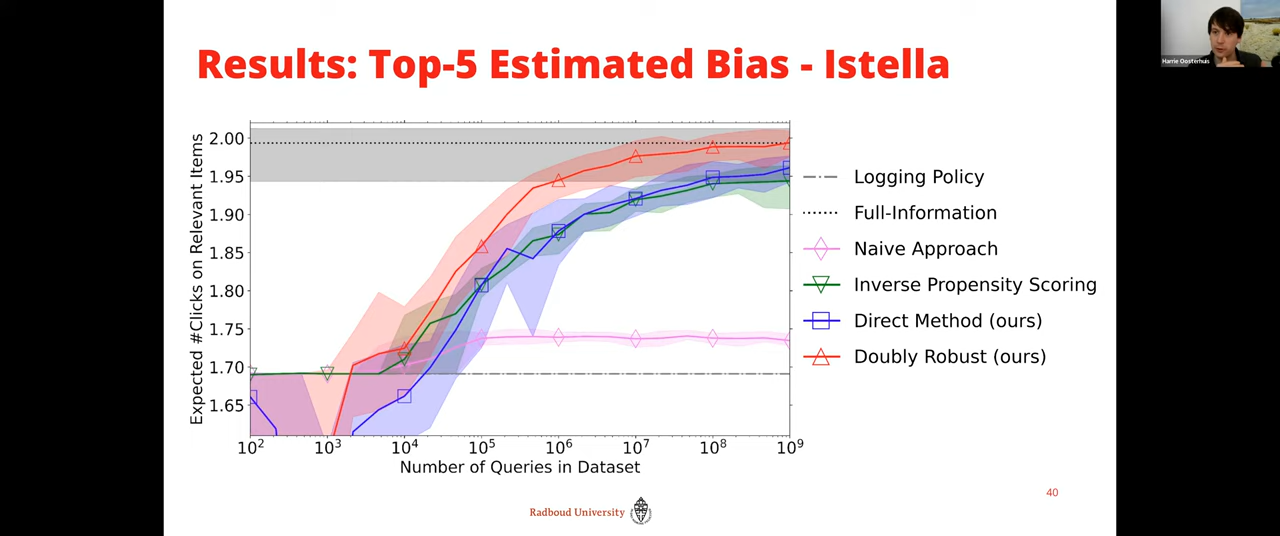 Results: Top-5 Estimated Bias - Istella
Harrie Oosterhuis
Expected #Clicks on Relevant Items
2.00
1.95
1.90
1.85
1.80
1.75
1.70
1.65
10² 10³ 10⁴ 10⁵ 10⁶ 10⁷ 10⁸ 10⁹
Number of Queries in Dataset
Logging Policy
Full-Information
Naive Approach
Inverse Propensity Scoring
Direct Method (ours)
Doubly Robust (ours)
40
Radboud University